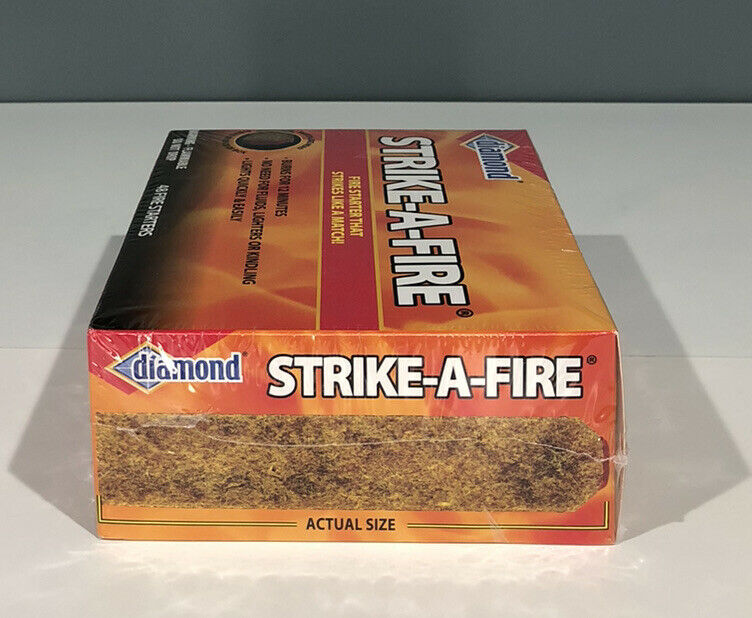 diamond®
STRIKE-A-FIRE®
FIRE STARTER THAT
STRIKES LIKE A MATCH!
• BURNS FOR 12 MINUTES
• NO NEED FOR FLUIDS, LIGHTERS OR KINDLING
• LIGHTS QUICKLY & EASILY
48 FIRE STARTERS
diamond®
STRIKE-A-FIRE®
ACTUAL SIZE